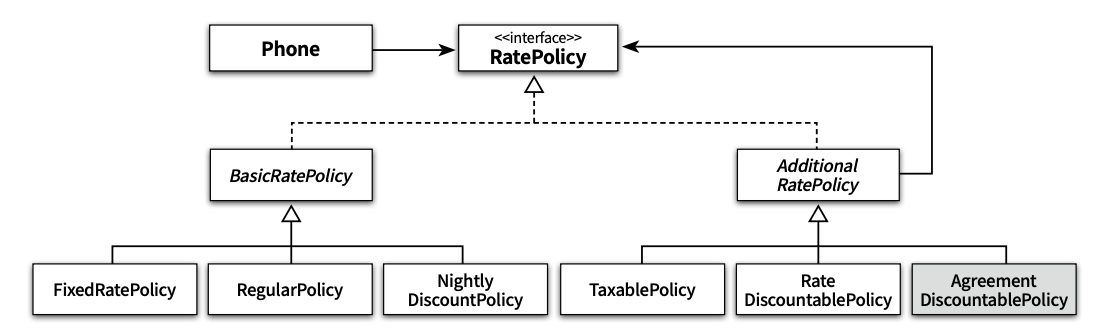 Phone
<<interface>>
RatePolicy
BasicRatePolicy
Additional
RatePolicy
FixedRatePolicy
RegularPolicy
Nightly
DiscountPolicy
TaxablePolicy
Rate
DiscountablePolicy
Agreement
DiscountablePolicy